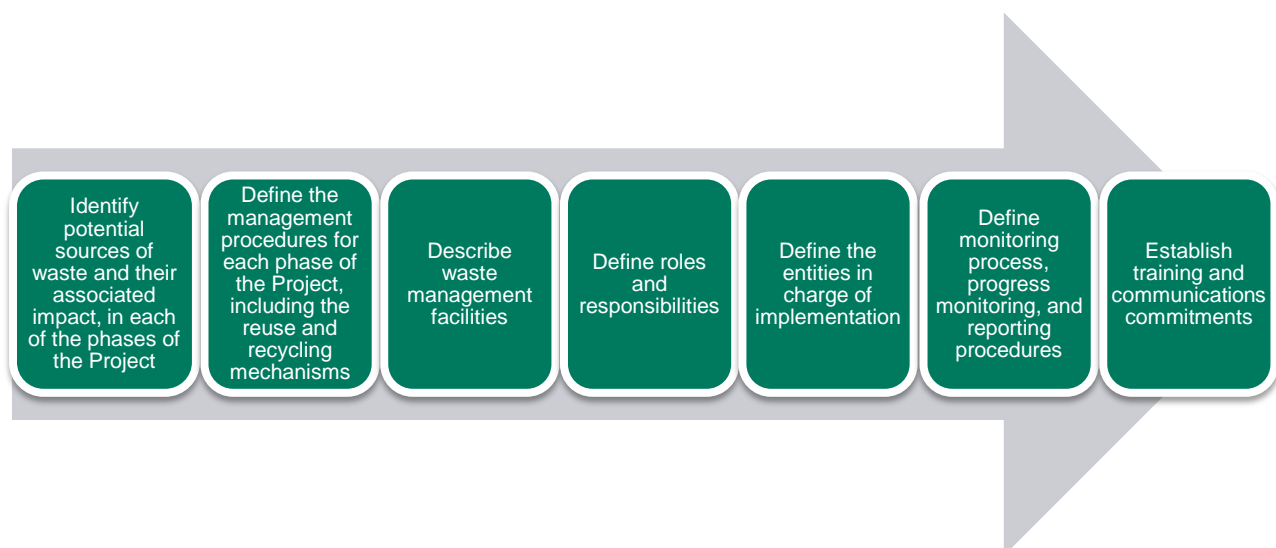 Identify
potential
sources of
waste and their
associated
impact, in each
of the phases of
the Project
Define the
management
procedures for
each phase of
the Project,
including the
reuse and
recycling
mechanisms
Describe
waste
management
facilities
Define roles
and
responsibilities
Define the
entities in
charge of
implementation
Define
monitoring
process,
progress
monitoring, and
reporting
procedures
Establish
training and
communications
commitments